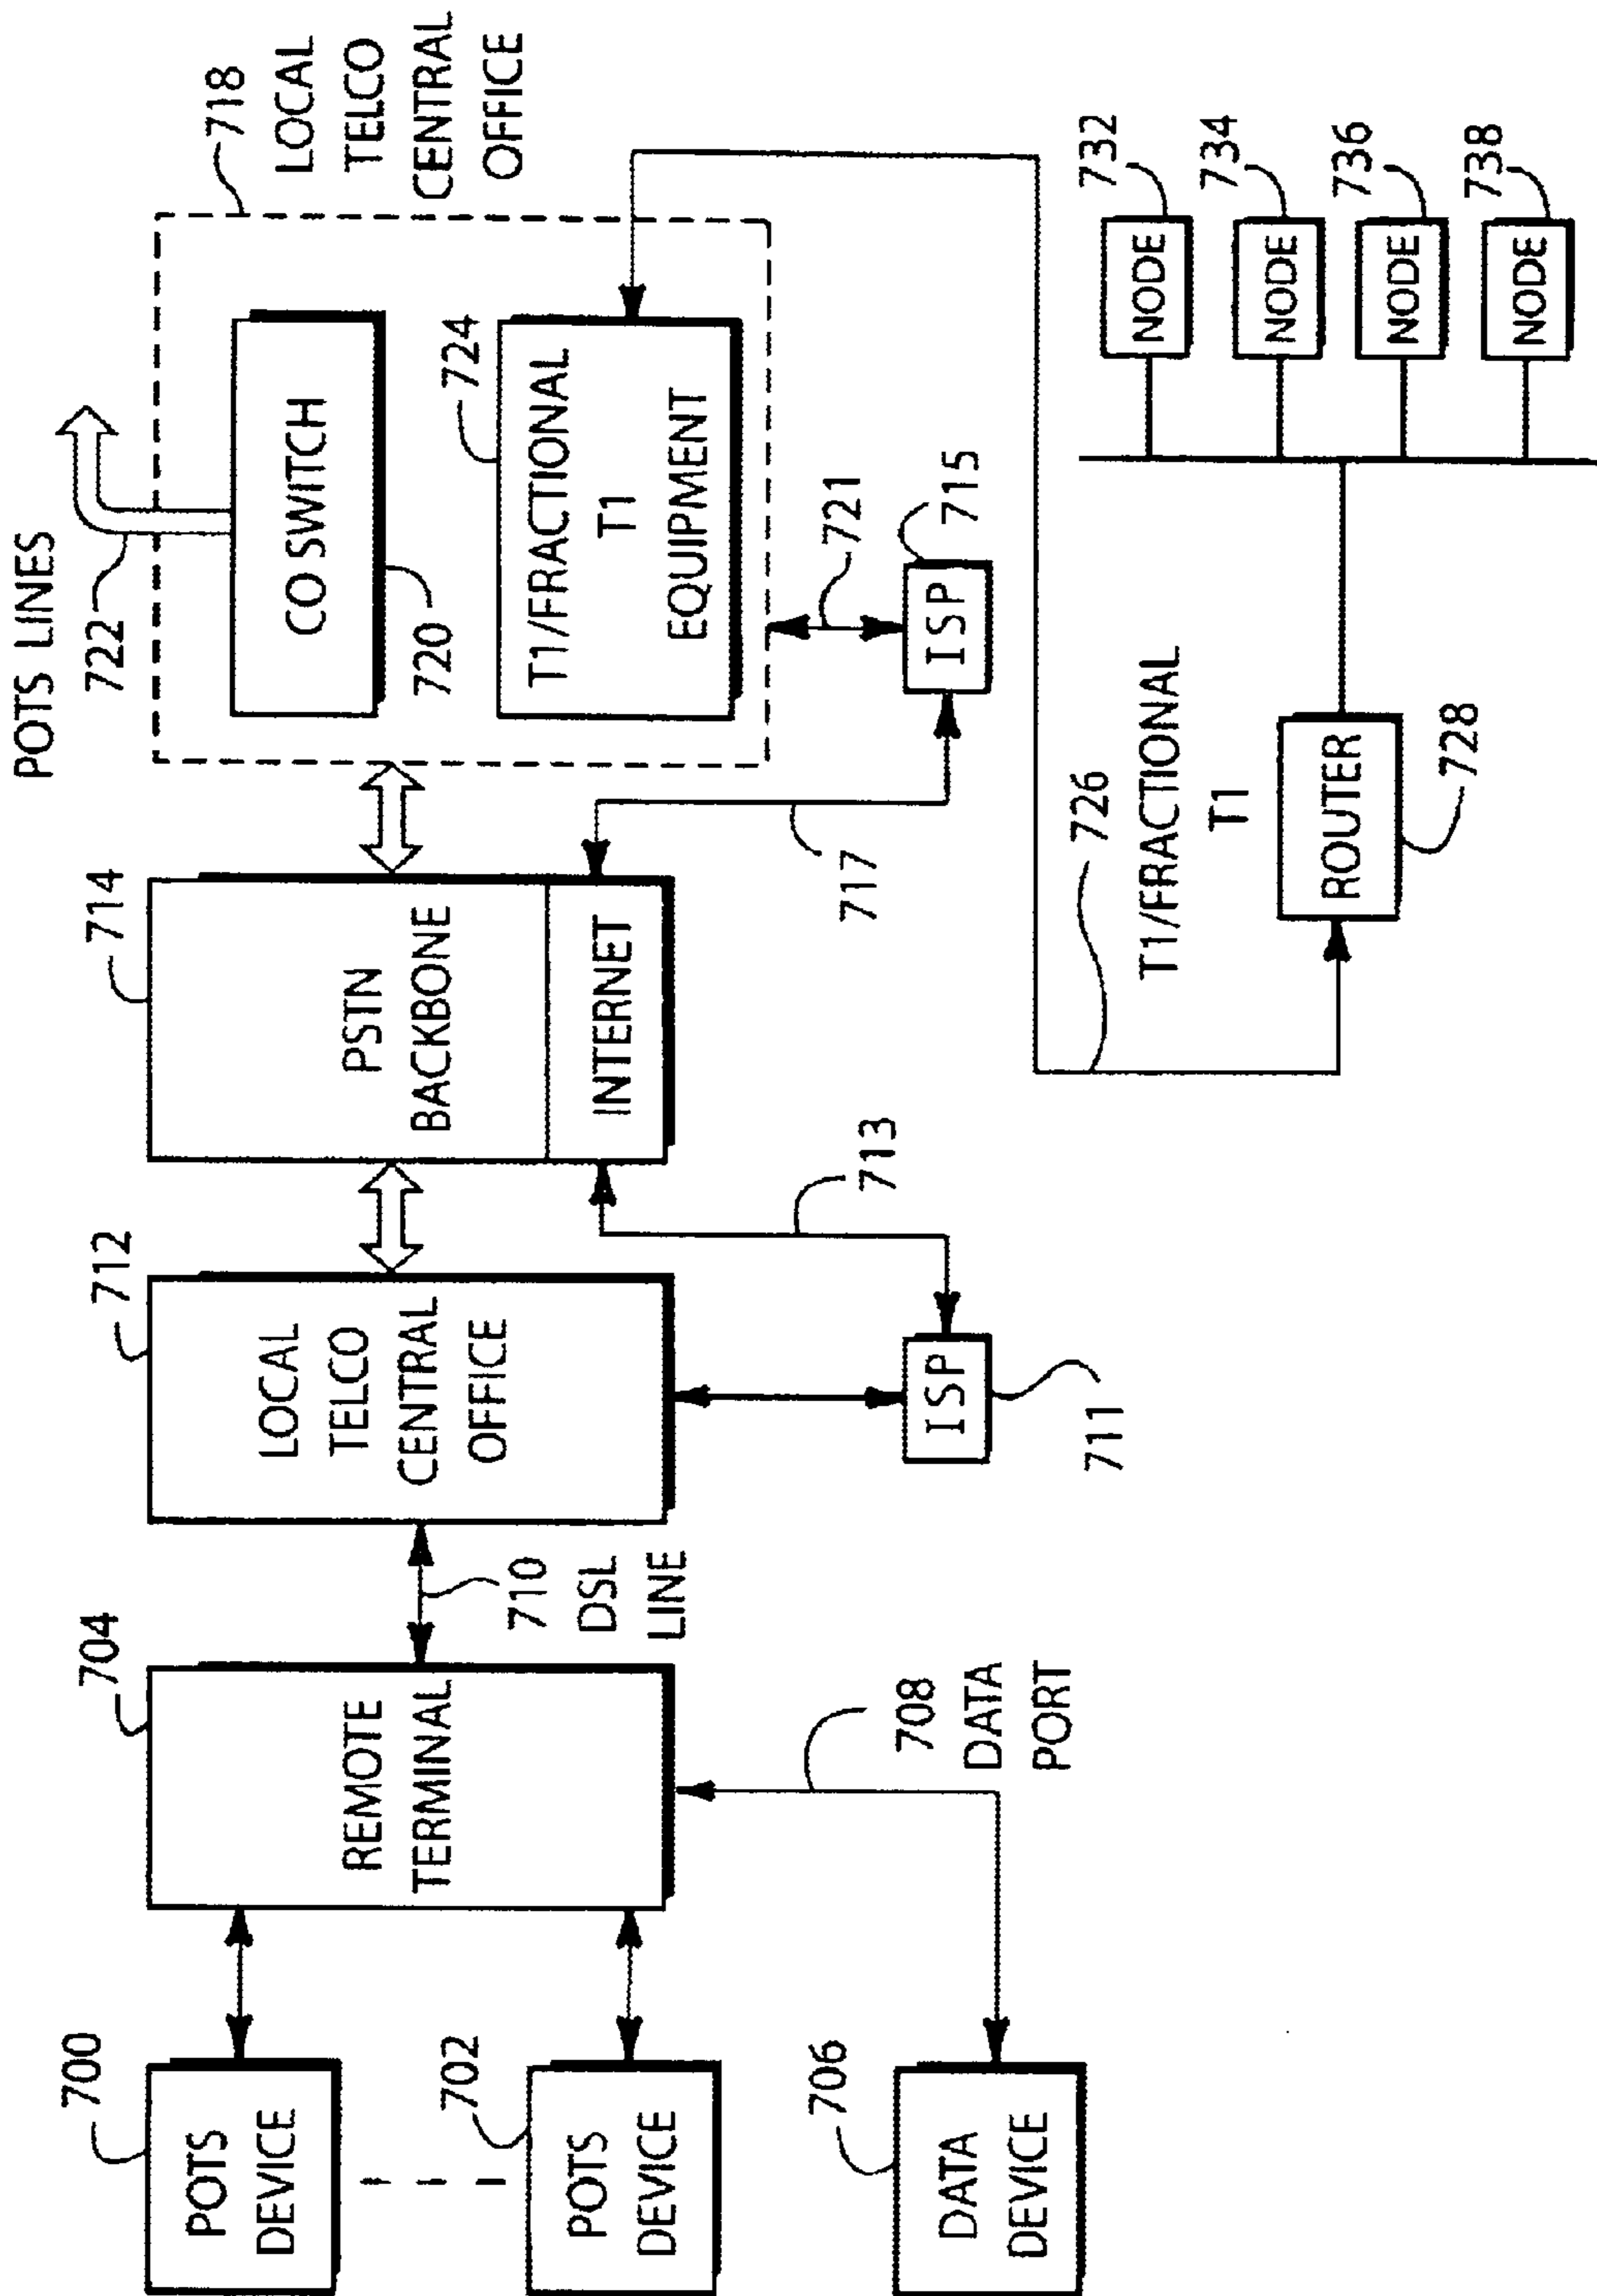 700
POTS
DEVICE
702
POTS
DEVICE
706
DATA
DEVICE
704
REMOTE
TERMINAL
708
DATA
PORT
710
DSL
LINE
712
LOCAL
TELCO
CENTRAL
OFFICE
ISP
711
713
714
PSTN
BACKBONE
INTERNET
717
POTS LINES
722
718
LOCAL
TELCO
CENTRAL
OFFICE
CO SWITCH
720
724
T1/FRACTIONAL
T1
EQUIPMENT
721
ISP
715
726
T1/FRACTIONAL
T1
ROUTER
728
NODE
732
NODE
734
NODE
736
NODE
738